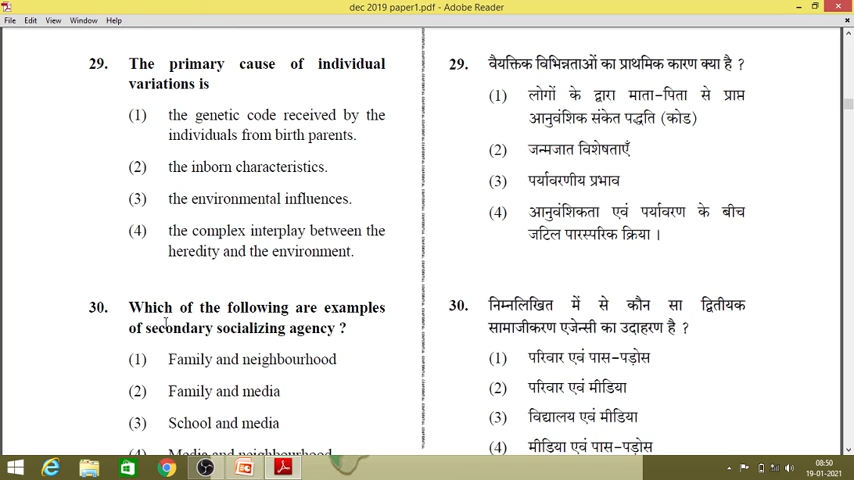 dec 2019 paper1.pdf - Adobe Reader
File Edit View Window Help
29. The primary cause of individual
variations is
(1) the genetic code received by the
individuals from birth parents.
(2) the inborn characteristics.
(3) the environmental influences.
(4) the complex interplay between the
heredity and the environment.
30. Which of the following are examples
of secondary socializing agency ?
(1) Family and neighbourhood
(2) Family and media
(3) School and media
(4) Media and neighbourhood
29. वैयक्तिक विभिन्नताओं का प्राथमिक कारण क्या है ?
(1) लोगों के द्वारा माता-पिता से प्राप्त
आनुवंशिक संकेत पद्धति (कोड)
(2) जन्मजात विशेषताएँ
(3) पर्यावरणीय प्रभाव
(4) आनुवंशिकता एवं पर्यावरण के बीच
जटिल पारस्परिक क्रिया ।
30. निम्नलिखित में से कौन सा द्वितीयक
सामाजीकरण एजेन्सी का उदाहरण है ?
(1) परिवार एवं पास-पड़ोस
(2) परिवार एवं मीडिया
(3) विद्यालय एवं मीडिया
(4) मीडिया एवं पास-पड़ोस
08:50
19-01-2021